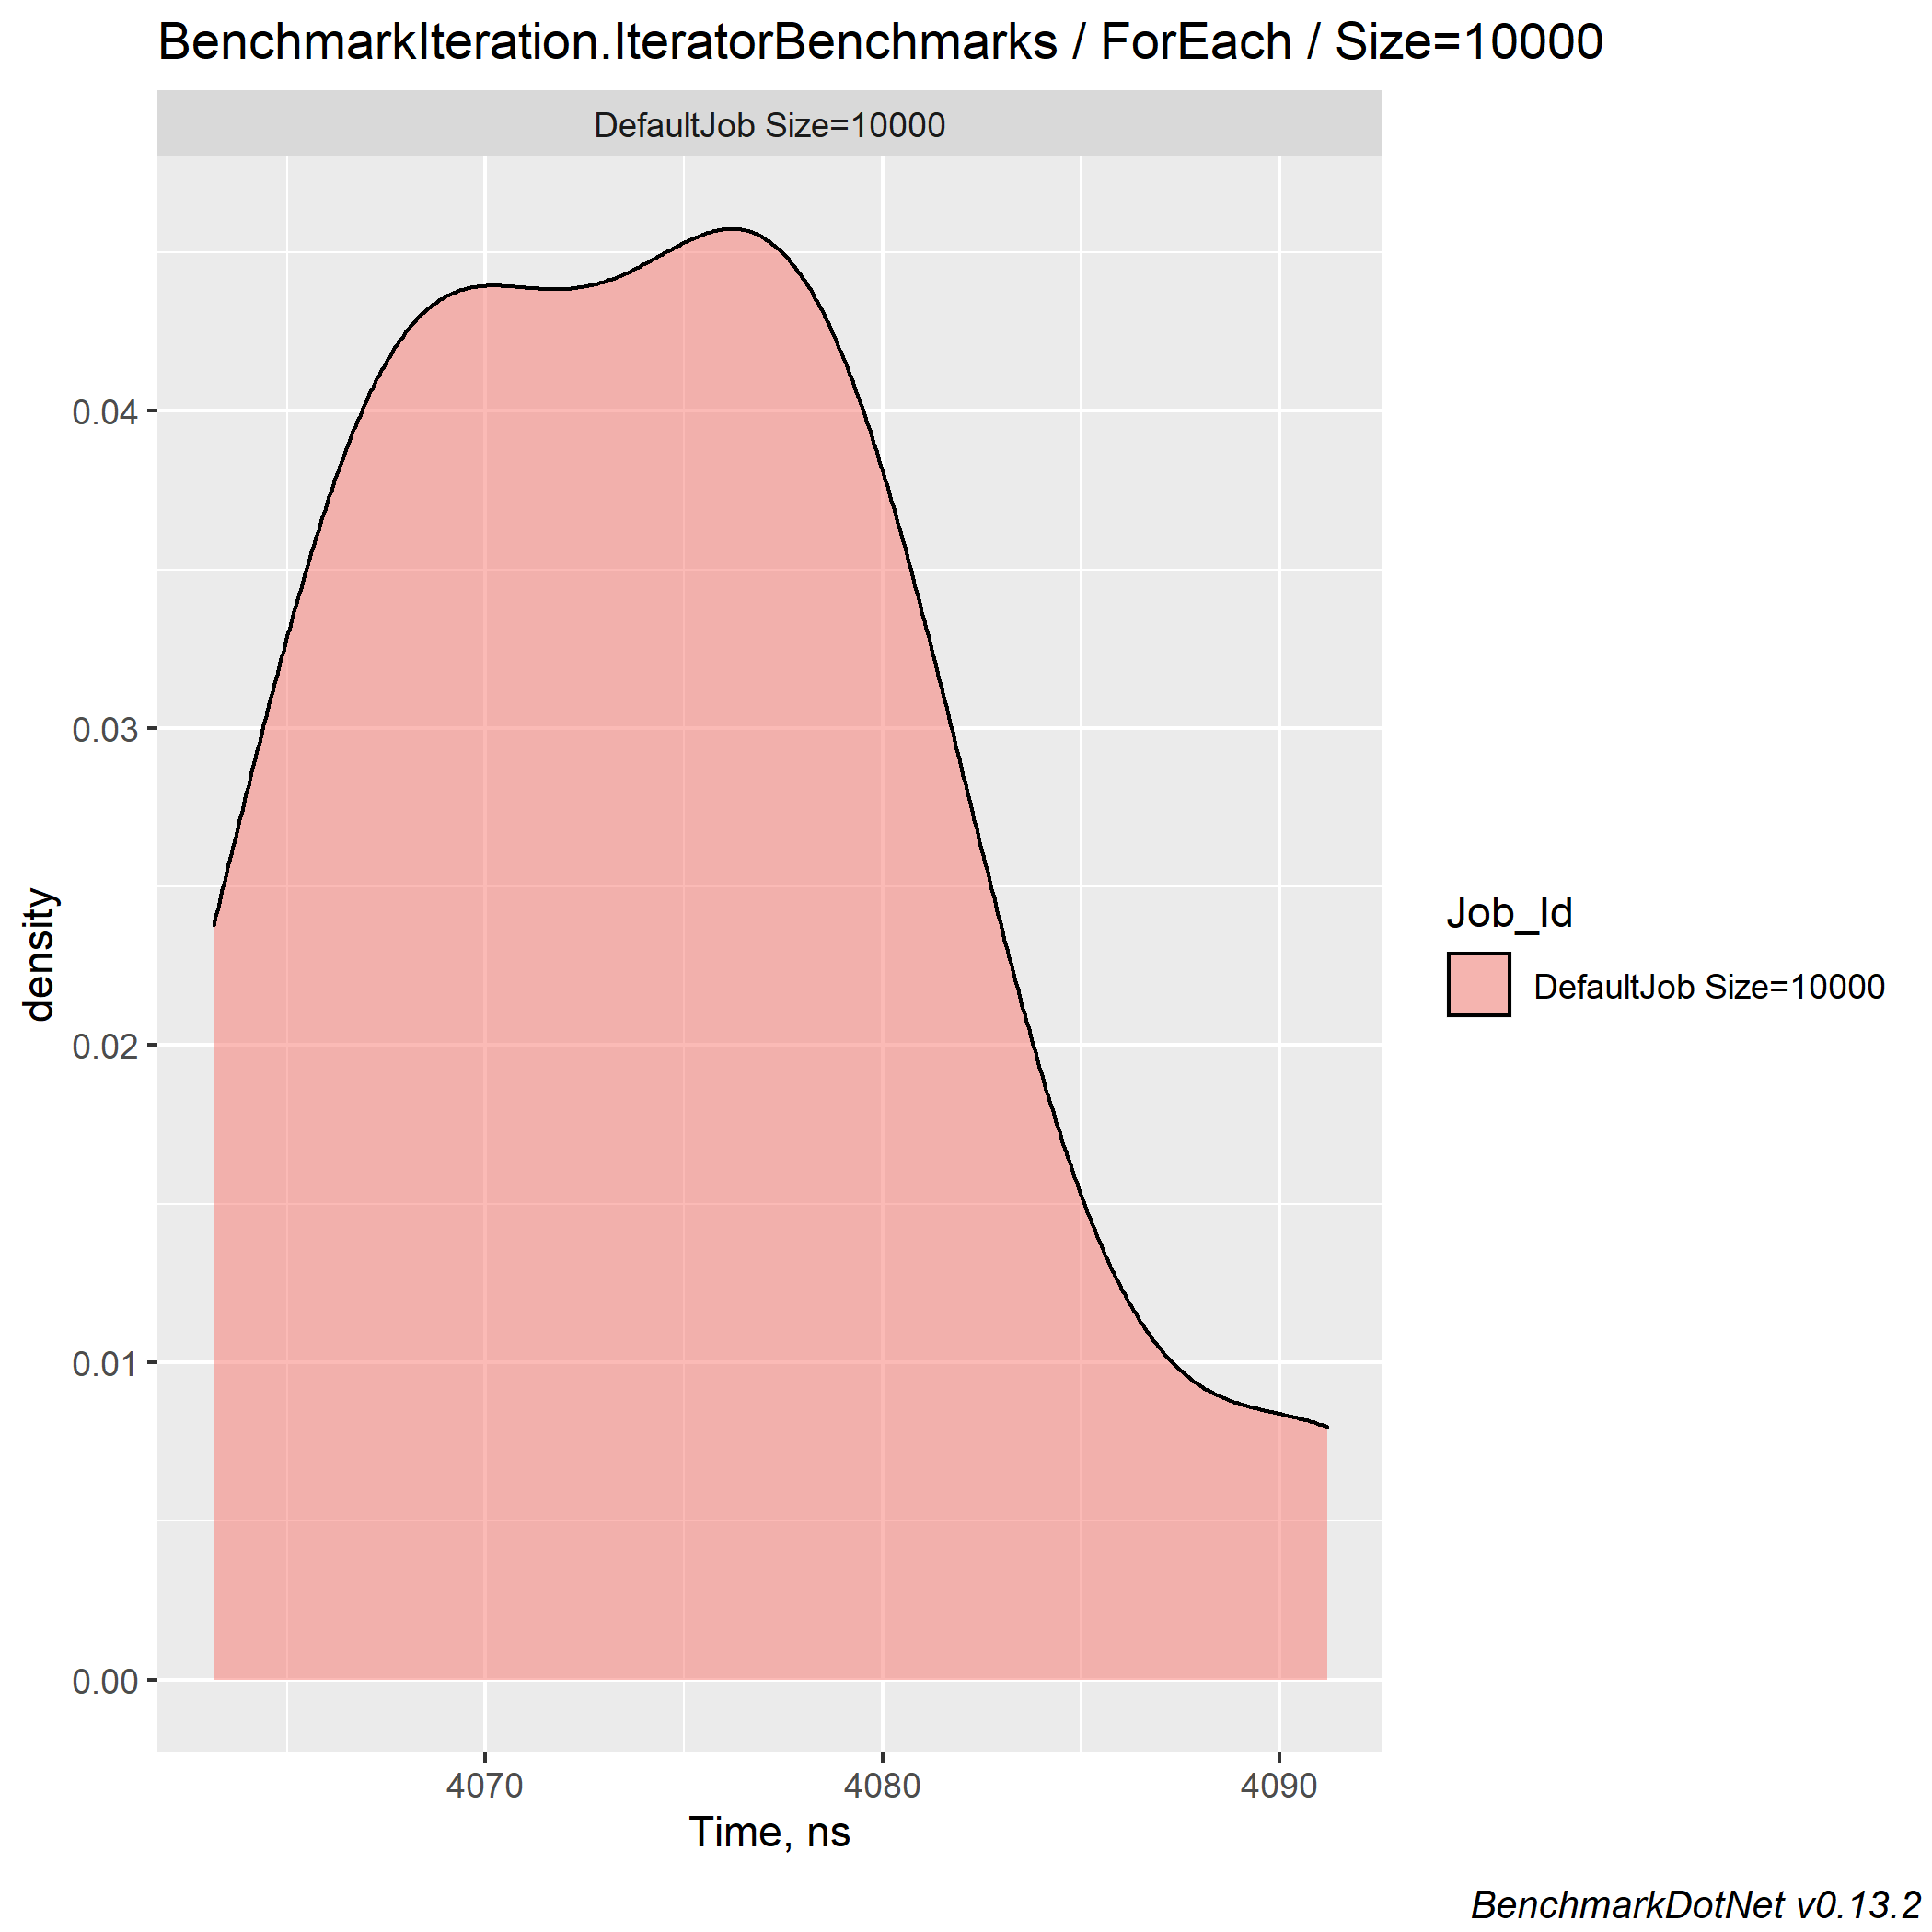 BenchmarkIteration.IteratorBenchmarks / ForEach / Size=10000
DefaultJob Size=10000
0.04
0.03
0.02
0.01
0.00
density
4070 4080 4090
Time, ns
Job_Id
DefaultJob Size=10000
BenchmarkDotNet v0.13.2